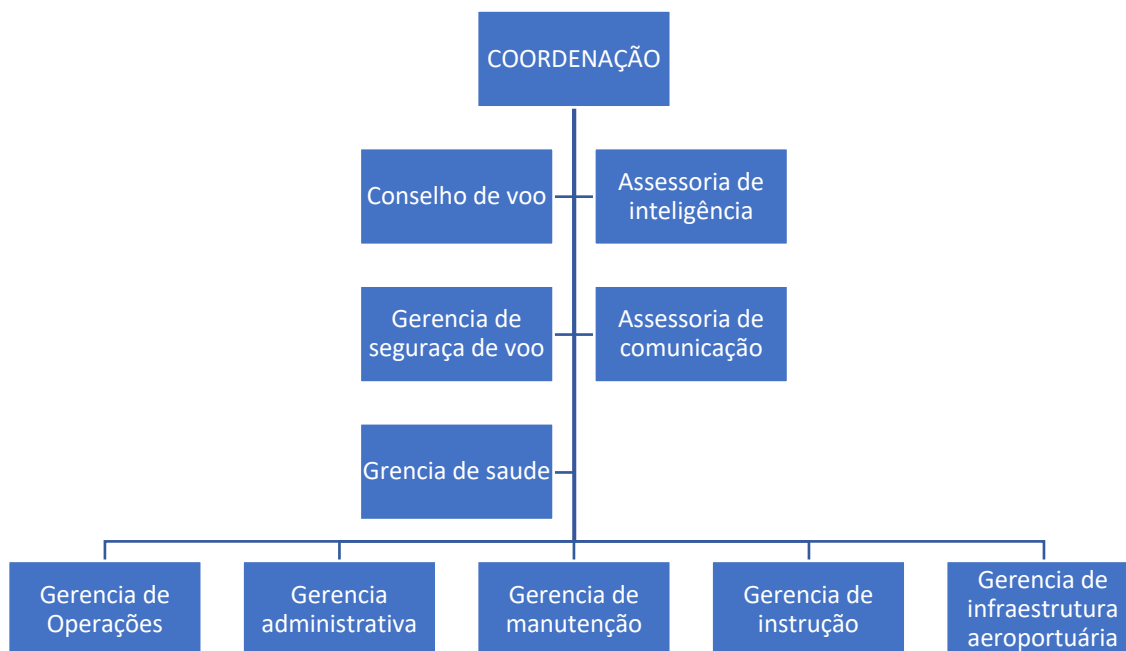 COORDENAÇÃO
Conselho de voo
Assessoria de
inteligência
Gerencia de
seguraça de voo
Assessoria de
comunicação
Grencia de saude
Gerencia de
Operações
Gerencia
administrativa
Gerencia de
manutenção
Gerencia de
instrução
Gerencia de
infraestrutura
aeroportuária